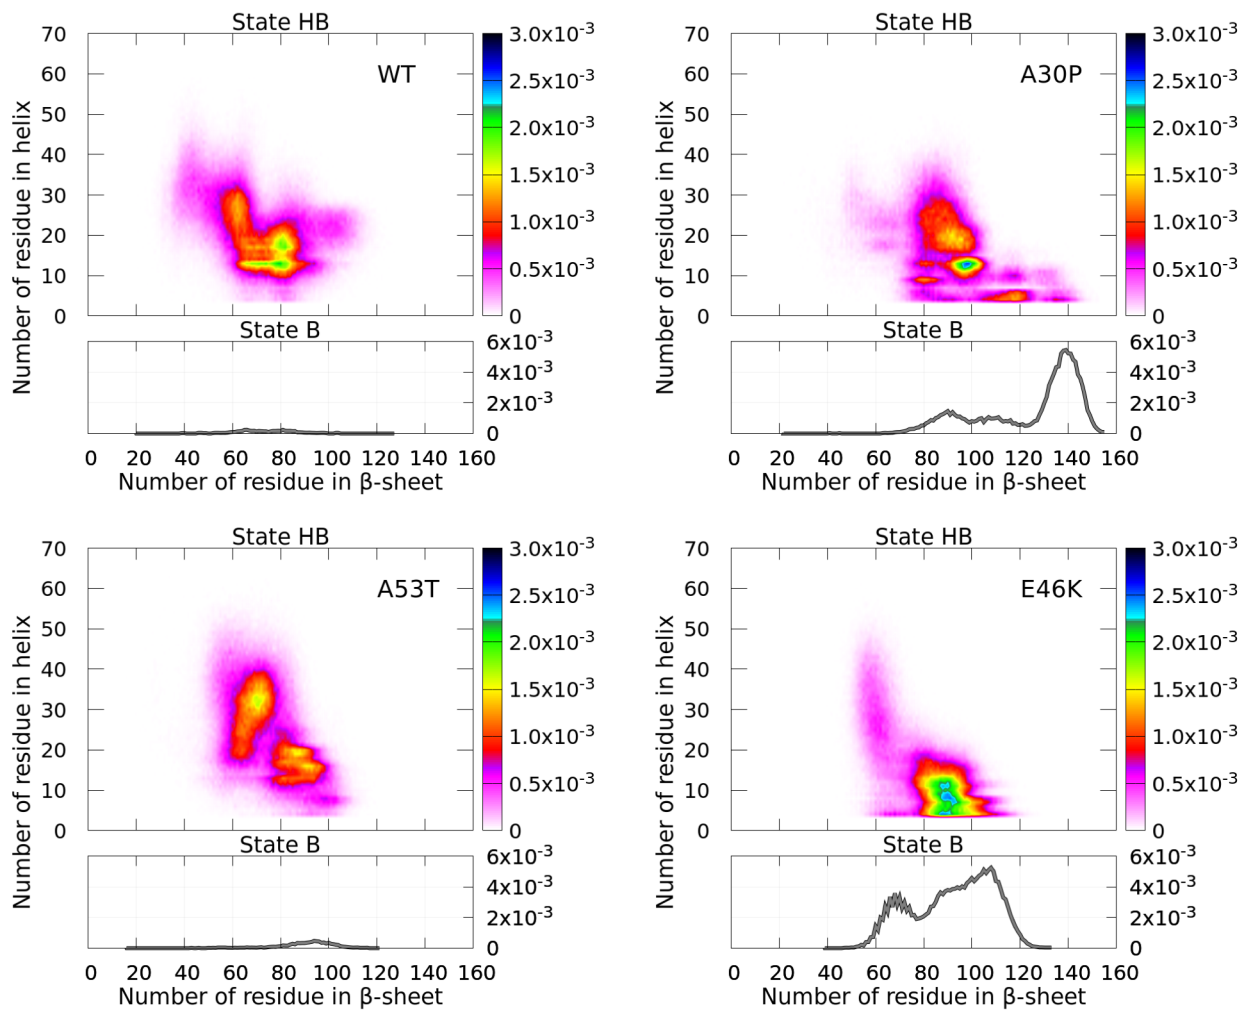 State HB
WT
Number of residue in helix
70
60
50
40
30
20
10
0
3.0x10⁻³
2.5x10⁻³
2.0x10⁻³
1.5x10⁻³
1.0x10⁻³
0.5x10⁻³
0
State B
6x10⁻³
4x10⁻³
2x10⁻³
0
0 20 40 60 80 100 120 140 160
Number of residue in β-sheet
State HB
A30P
Number of residue in helix
70
60
50
40
30
20
10
0
3.0x10⁻³
2.5x10⁻³
2.0x10⁻³
1.5x10⁻³
1.0x10⁻³
0.5x10⁻³
0
State B
6x10⁻³
4x10⁻³
2x10⁻³
0
0 20 40 60 80 100 120 140 160
Number of residue in β-sheet
State HB
A53T
Number of residue in helix
70
60
50
40
30
20
10
0
3.0x10⁻³
2.5x10⁻³
2.0x10⁻³
1.5x10⁻³
1.0x10⁻³
0.5x10⁻³
0
State B
6x10⁻³
4x10⁻³
2x10⁻³
0
0 20 40 60 80 100 120 140 160
Number of residue in β-sheet
State HB
E46K
Number of residue in helix
70
60
50
40
30
20
10
0
3.0x10⁻³
2.5x10⁻³
2.0x10⁻³
1.5x10⁻³
1.0x10⁻³
0.5x10⁻³
0
State B
6x10⁻³
4x10⁻³
2x10⁻³
0
0 20 40 60 80 100 120 140 160
Number of residue in β-sheet